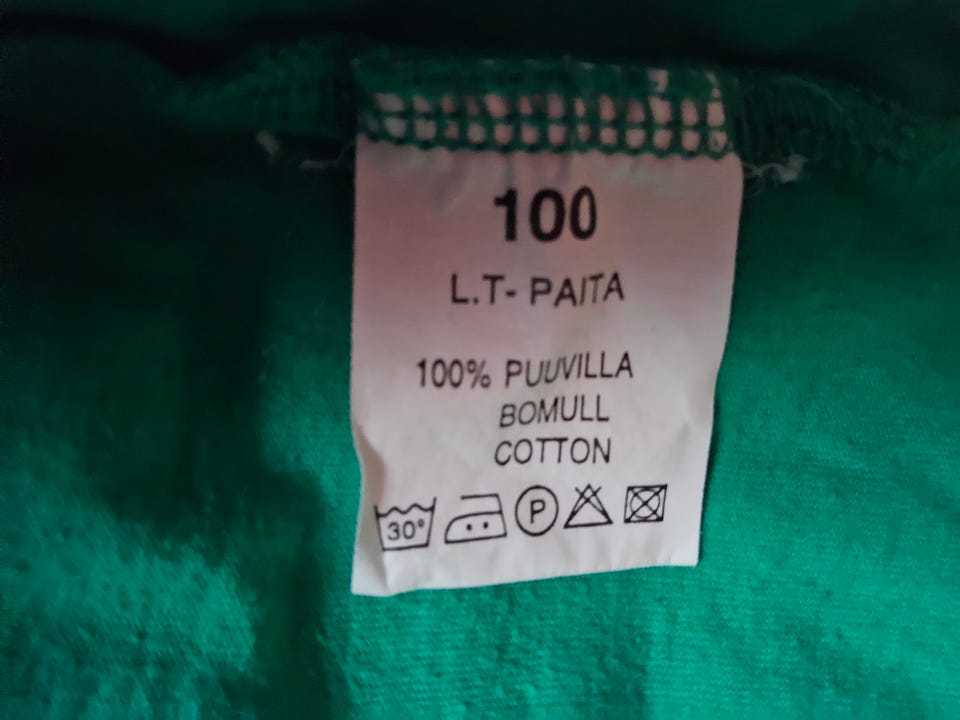 100
L.T- PAITA
100% PUUVILLA
BOMULL
COTTON
30° P